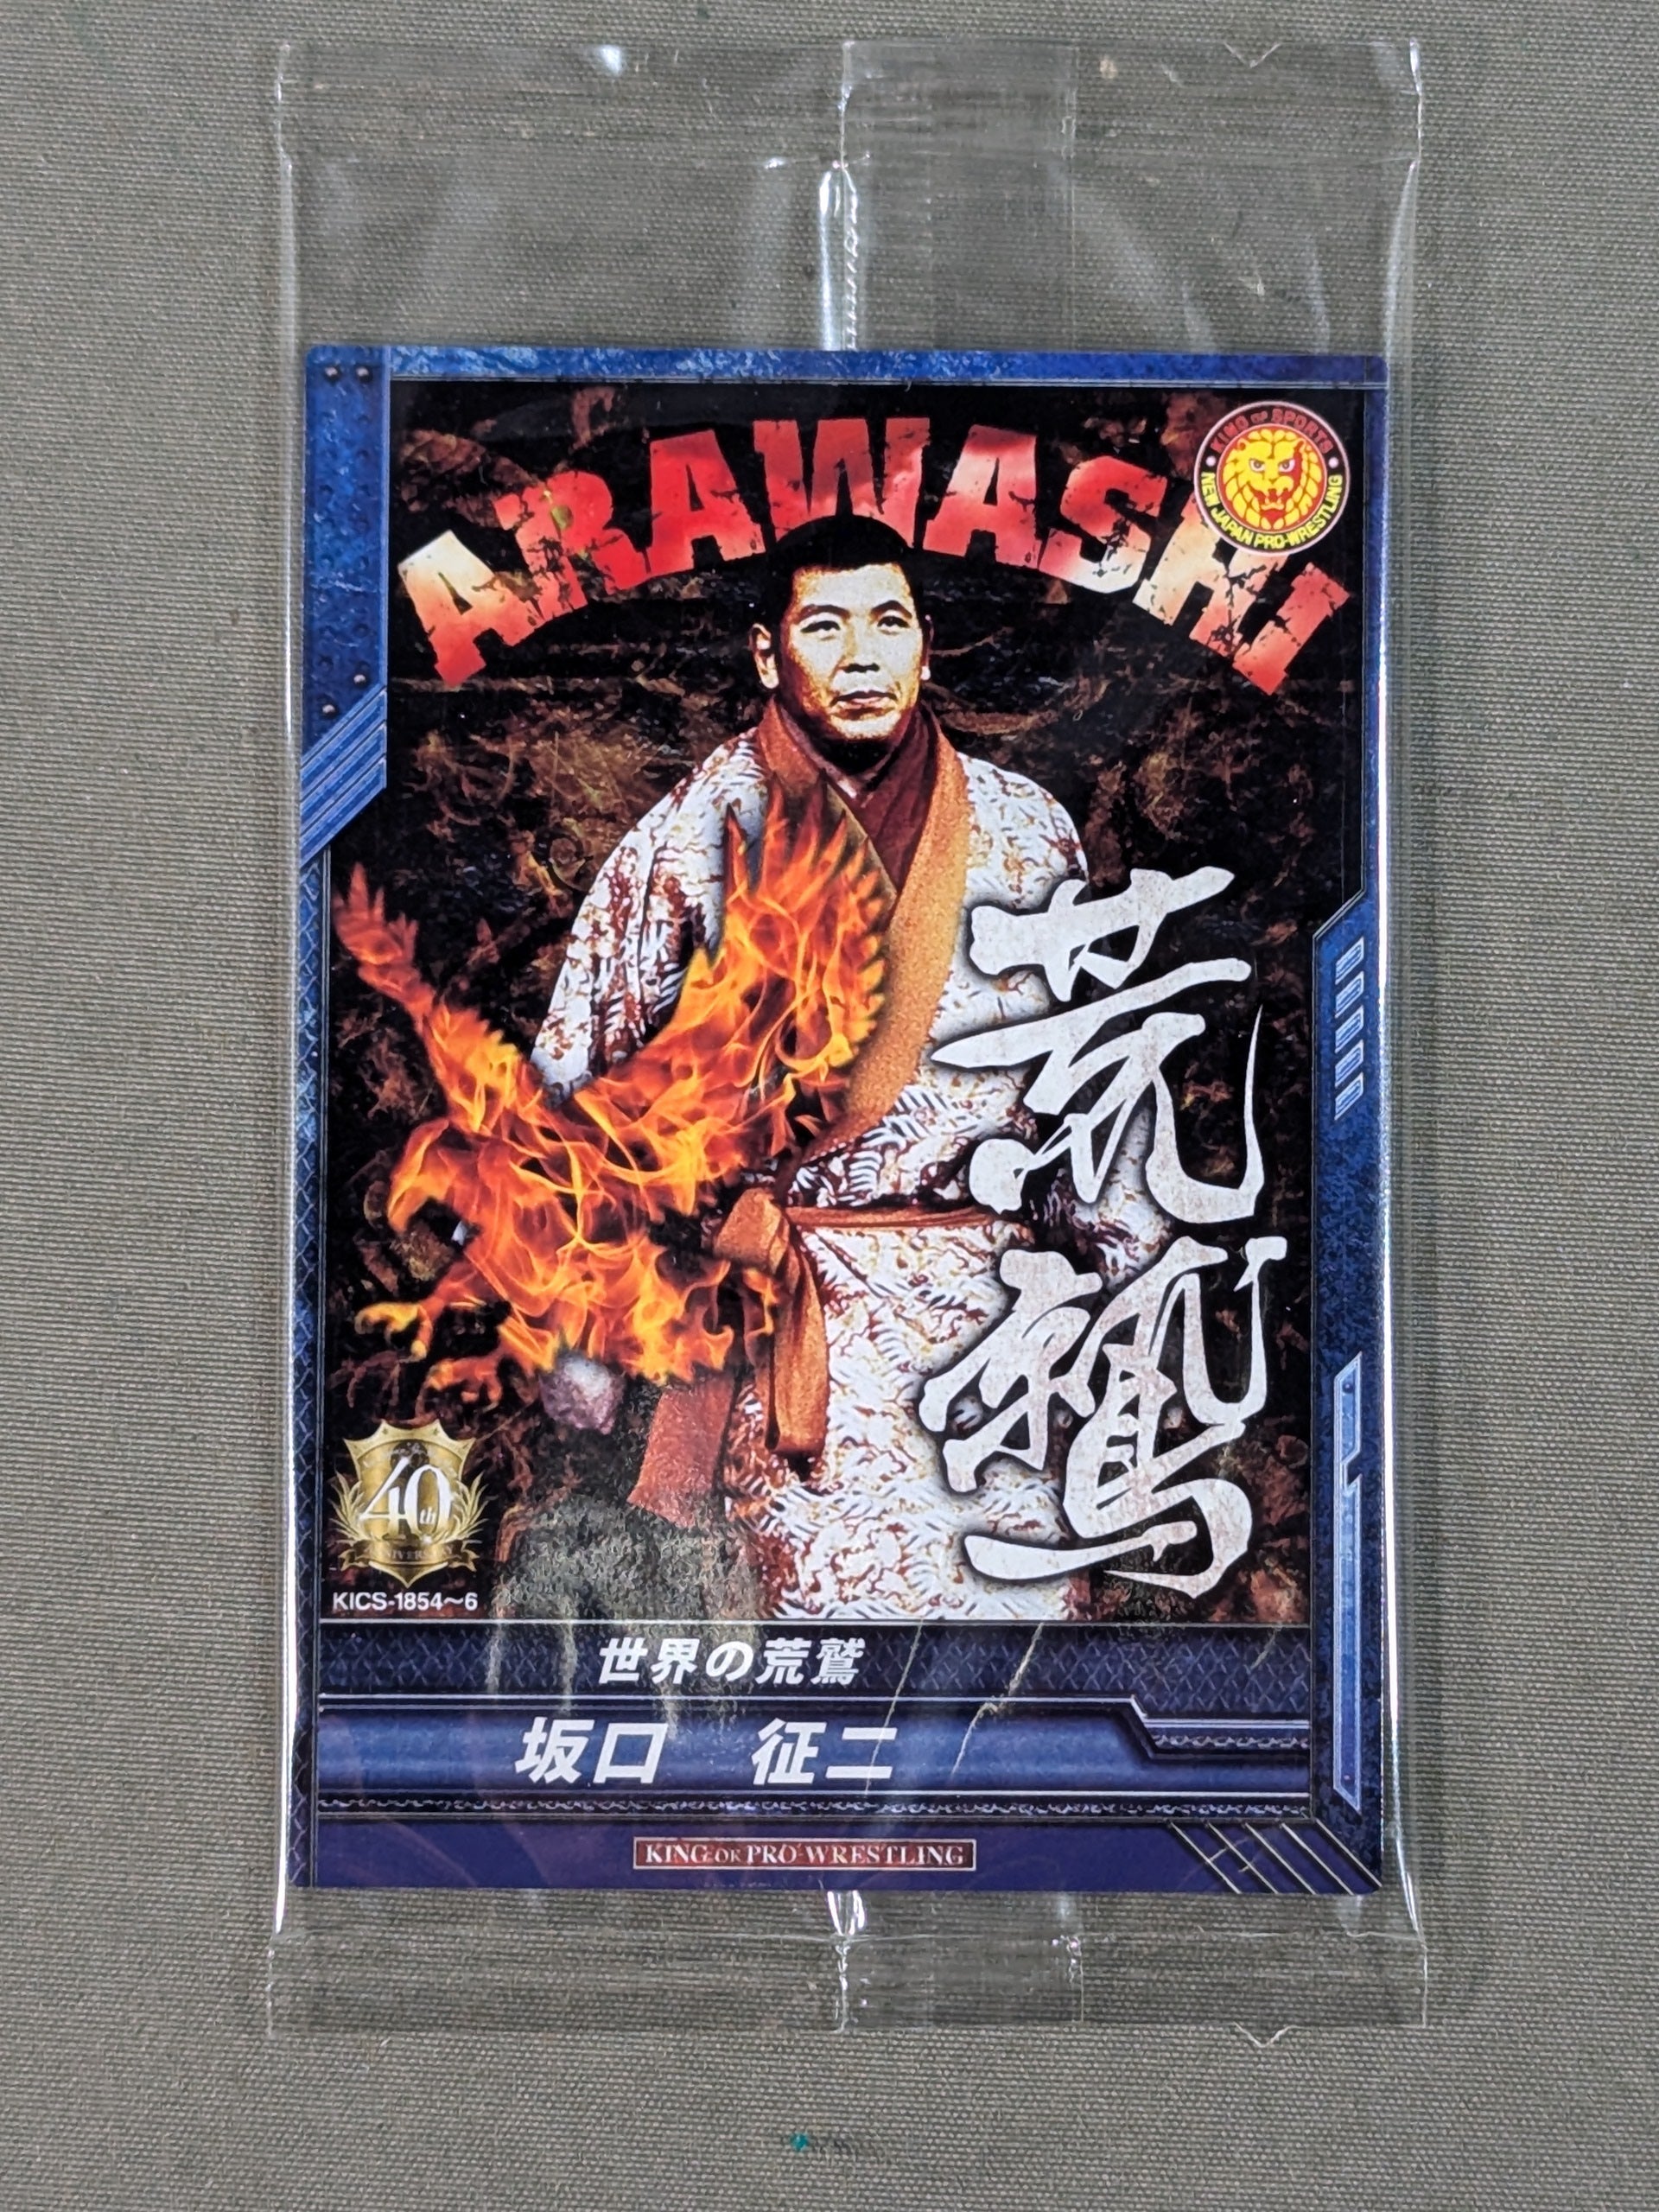 ARAWASHI
KING OF SPORTS
NEW JAPAN PRO-WRESTLING
荒鷲
40th
ANNIVERSARY
KICS-1854〜6
世界の荒鷲
坂口 征二
KING OF PRO-WRESTLING